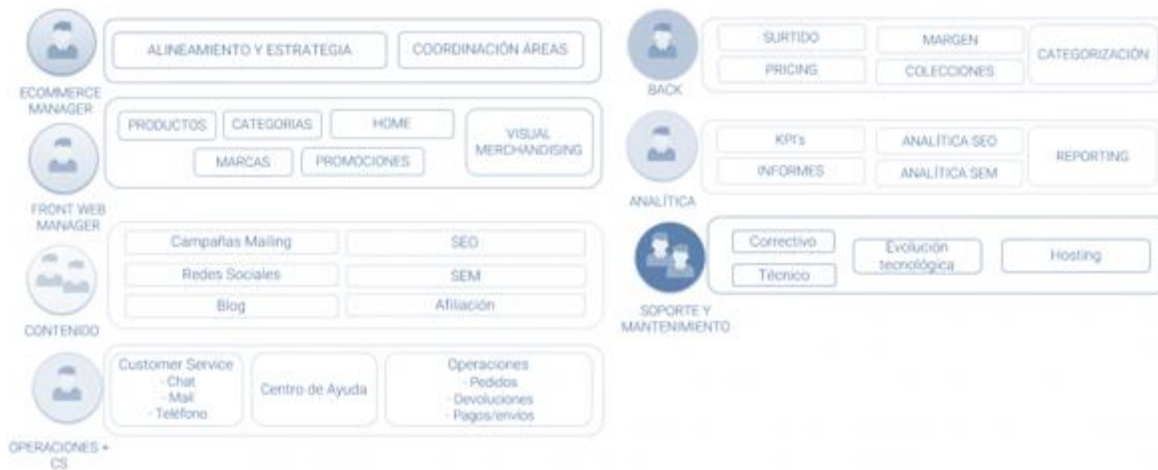 ECOMMERCE
MANAGER
ALINEAMIENTO Y ESTRATEGIA
COORDINACIÓN ÁREAS
FRONT WEB
MANAGER
PRODUCTOS
CATEGORIAS
HOME
MARCAS
PROMOCIONES
VISUAL
MERCHANDISING
CONTENIDO
Campañas Mailing
SEO
Redes Sociales
SEM
Blog
Afiliación
OPERACIONES +
CS
Customer Service
- Chat
- Mail
- Teléfono
Centro de Ayuda
Operaciones
- Pedidos
- Devoluciones
- Pagos/envíos
BACK
SURTIDO
MARGEN
PRICING
COLECCIONES
CATEGORIZACIÓN
ANALÍTICA
KPI's
ANALÍTICA SEO
INFORMES
ANALÍTICA SEM
REPORTING
SOPORTE Y
MANTENIMIENTO
Correctivo
Técnico
Evolución
tecnológica
Hosting